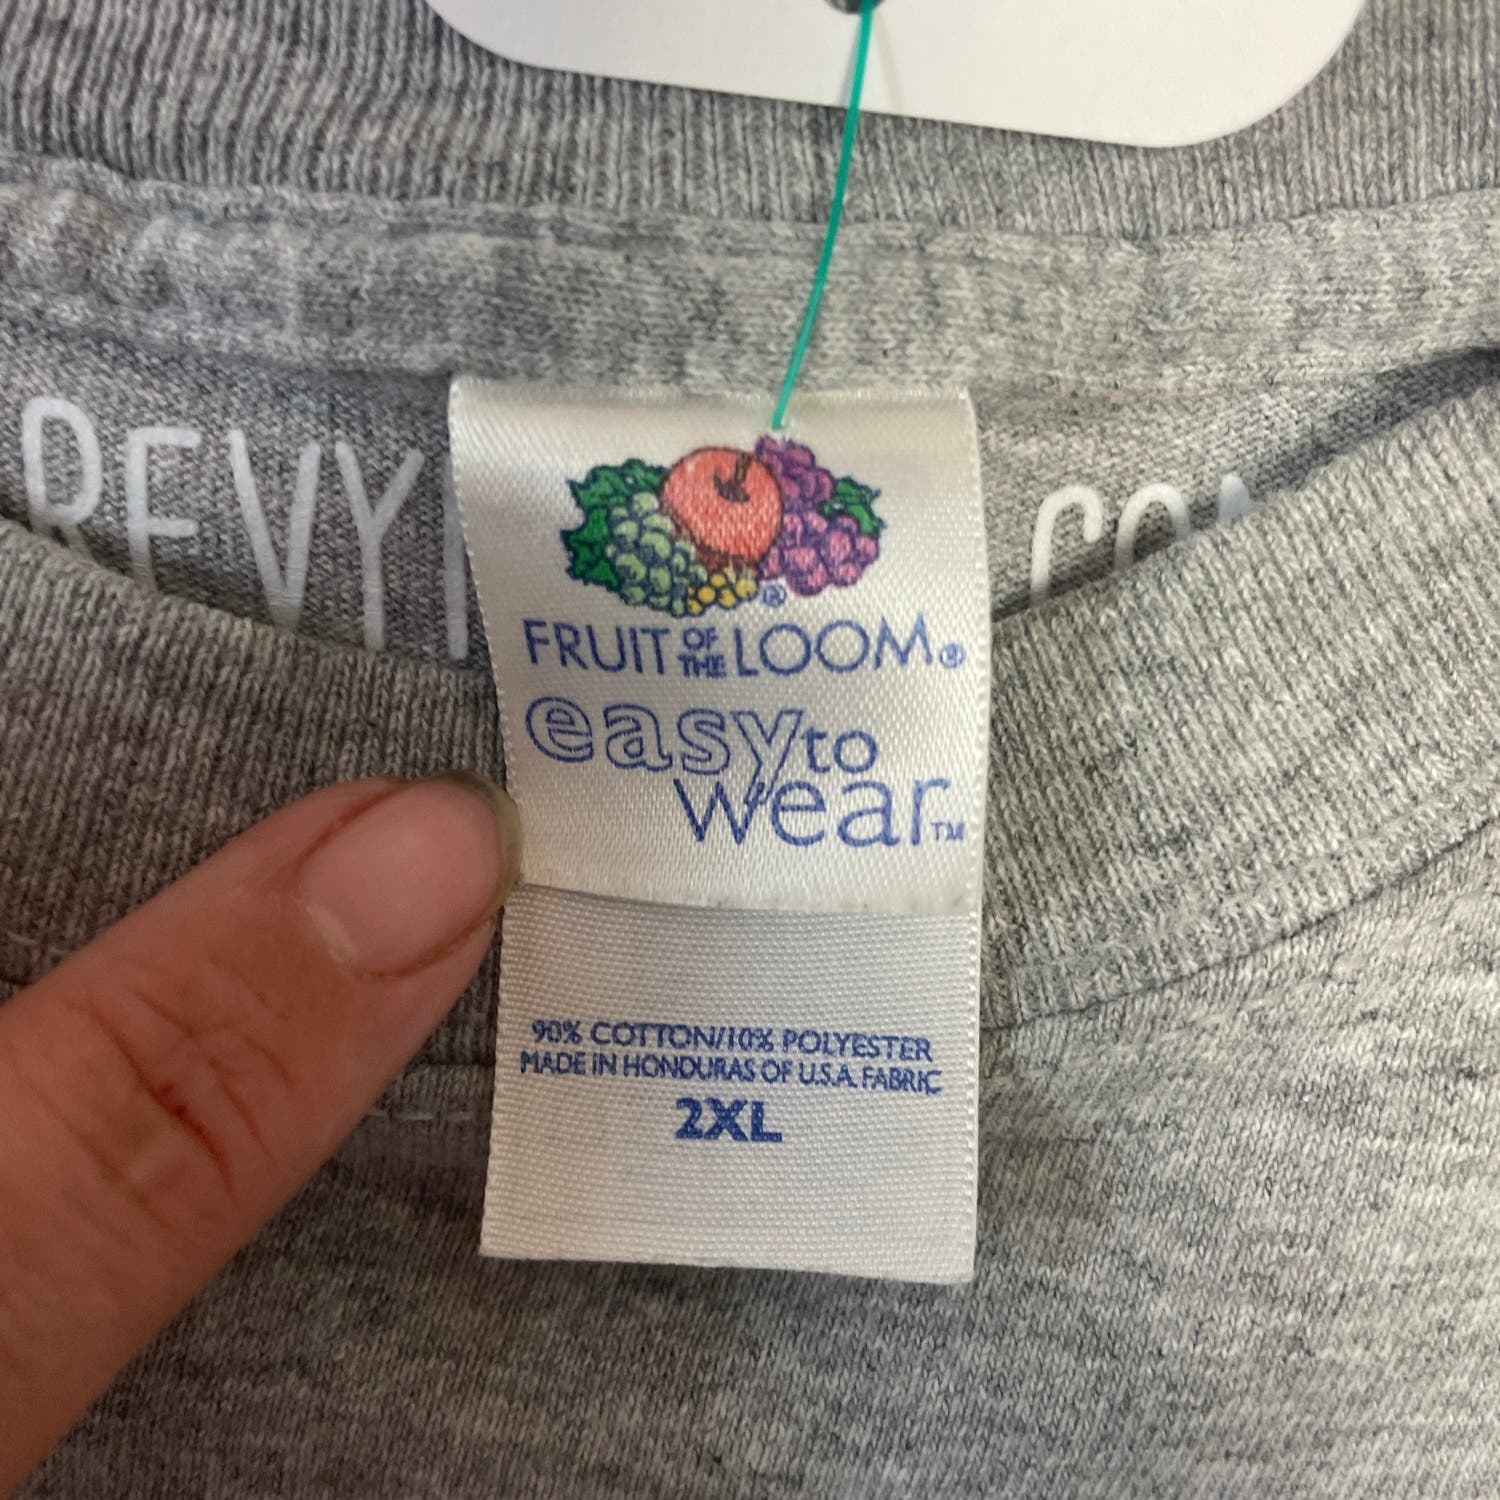 FRUIT OF THE LOOM®
easy to
wear™
90% COTTON/10% POLYESTER
MADE IN HONDURAS OF U.S.A. FABRIC
2XL